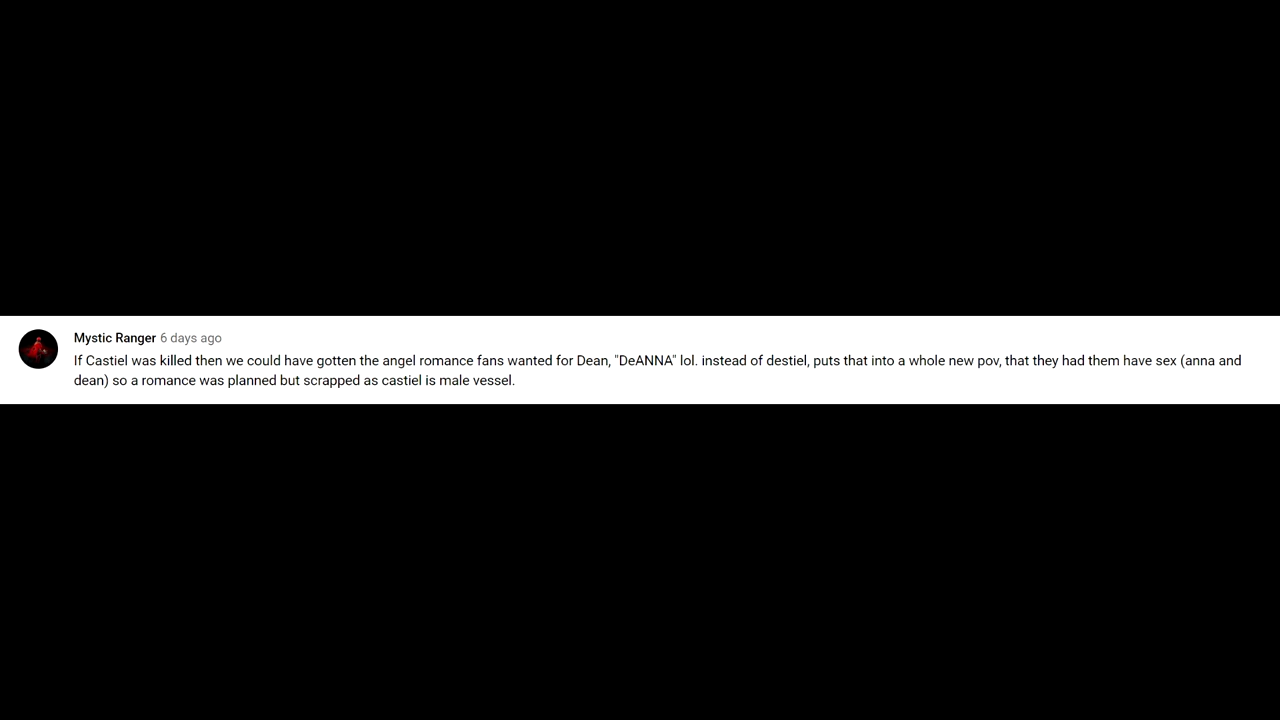 Mystic Ranger 6 days ago
If Castiel was killed then we could have gotten the angel romance fans wanted for Dean, "DeANNA" lol. instead of destiel, puts that into a whole new pov, that they had them have sex (anna and
dean) so a romance was planned but scrapped as castiel is male vessel.